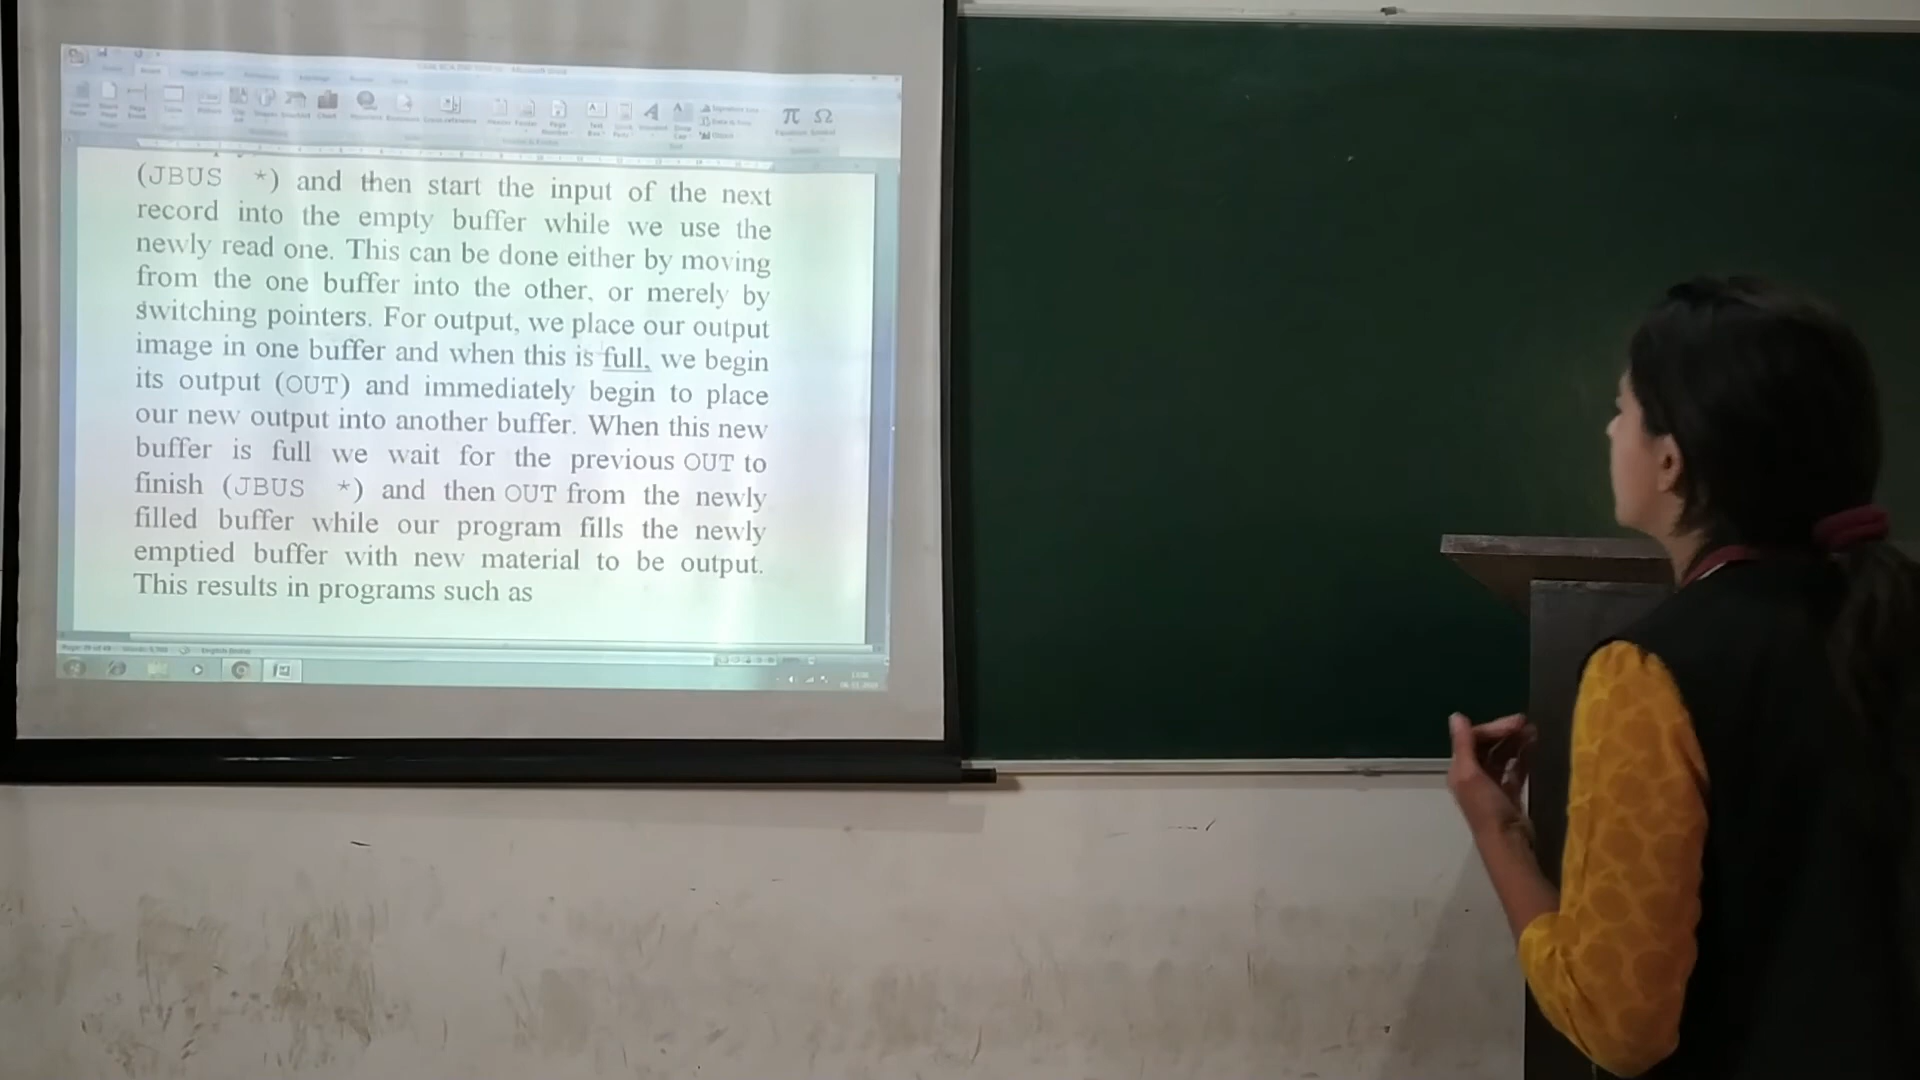 (JBUS *) and then start the input of the next
record into the empty buffer while we use the
newly read one. This can be done either by moving
from the one buffer into the other, or merely by
switching pointers. For output, we place our output
image in one buffer and when this is full, we begin
its output (OUT) and immediately begin to place
our new output into another buffer. When this new
buffer is full we wait for the previous OUT to
finish (JBUS *) and then OUT from the newly
filled buffer while our program fills the newly
emptied buffer with new material to be output.
This results in programs such as